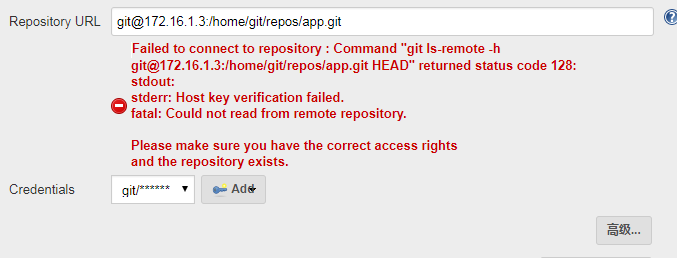 Repository URL git@172.16.1.3:/home/git/repos/app.git
Failed to connect to repository : Command "git ls-remote -h
git@172.16.1.3:/home/git/repos/app.git HEAD" returned status code 128:
stdout:
stderr: Host key verification failed.
fatal: Could not read from remote repository.
Please make sure you have the correct access rights
and the repository exists.
Credentials git/****** Add
高级...